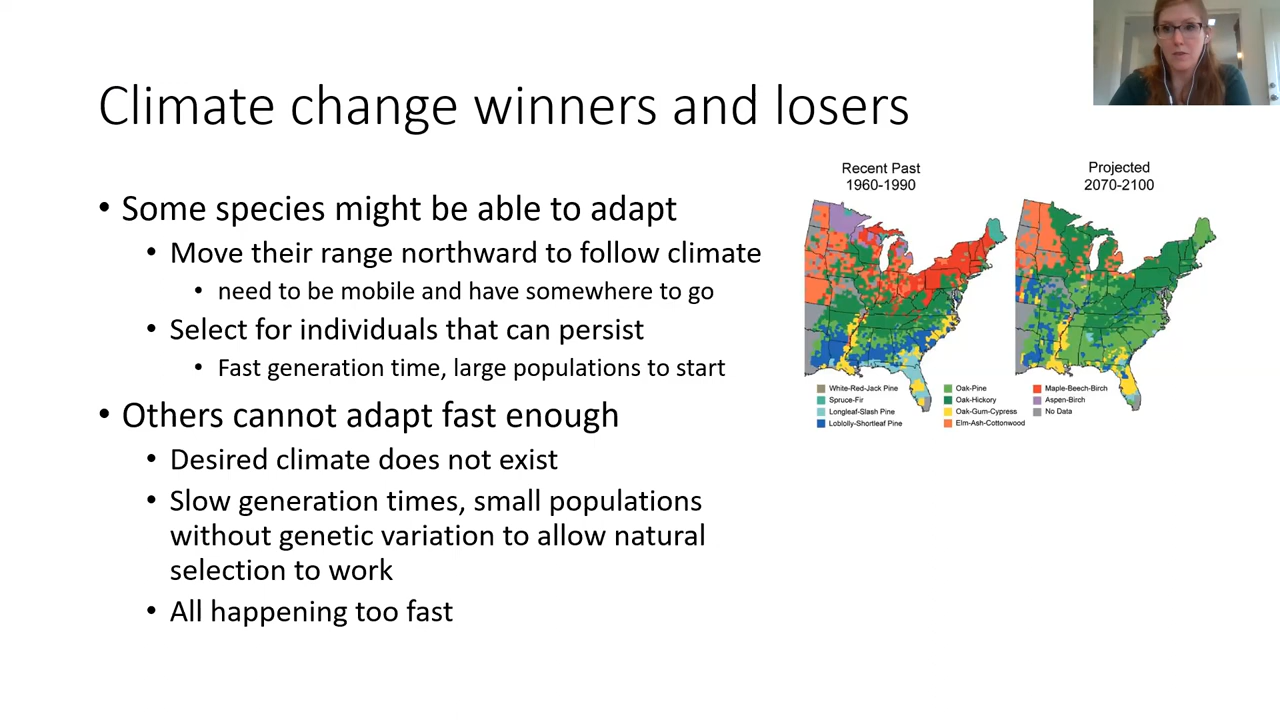 Climate change winners and losers
• Some species might be able to adapt
• Move their range northward to follow climate
• need to be mobile and have somewhere to go
• Select for individuals that can persist
• Fast generation time, large populations to start
• Others cannot adapt fast enough
• Desired climate does not exist
• Slow generation times, small populations
without genetic variation to allow natural
selection to work
• All happening too fast
Recent Past
1960-1990
Projected
2070-2100
White-Red-Jack Pine
Spruce-Fir
Longleaf-Slash Pine
Loblolly-Shortleaf Pine
Oak-Pine
Oak-Hickory
Oak-Gum-Cypress
Elm-Ash-Cottonwood
Maple-Beech-Birch
Aspen-Birch
No Data